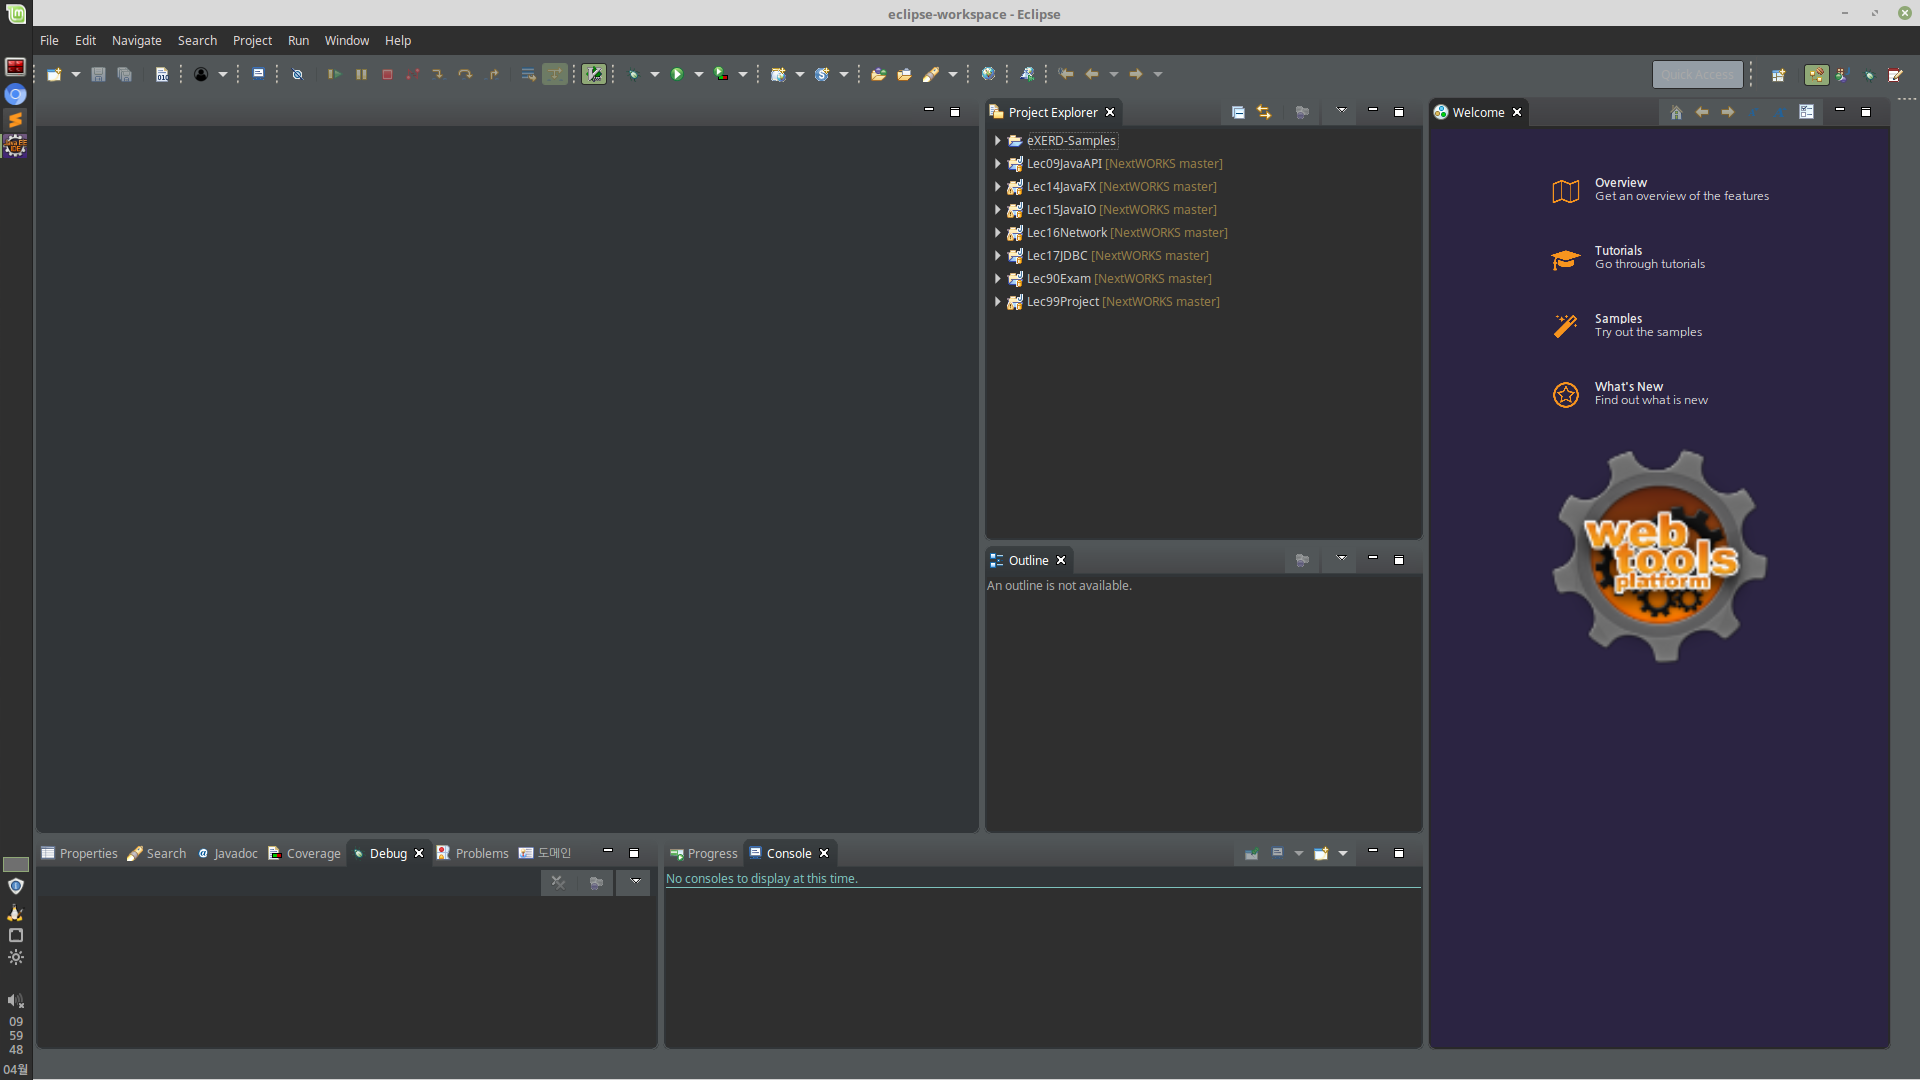 eclipse-workspace - Eclipse
File Edit Navigate Search Project Run Window Help
Quick Access
Project Explorer
eXERD-Samples
Lec09JavaAPI [NextWORKS master]
Lec14JavaFX [NextWORKS master]
Lec15JavaIO [NextWORKS master]
Lec16Network [NextWORKS master]
Lec17JDBC [NextWORKS master]
Lec90Exam [NextWORKS master]
Lec99Project [NextWORKS master]
Welcome
Overview
Get an overview of the features
Tutorials
Go through tutorials
Samples
Try out the samples
What's New
Find out what is new
web
tools
platform
Outline
An outline is not available.
Properties Search Javadoc Coverage Debug Problems 도메인
Progress Console
No consoles to display at this time.
09
59
48
04월